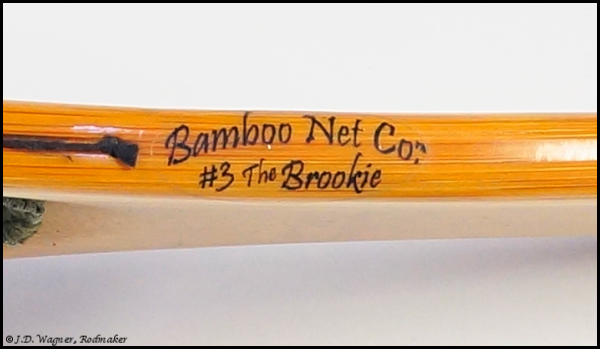 Bamboo Net Co.
#3 The Brookie
© J.D. Wagner, Rodmaker